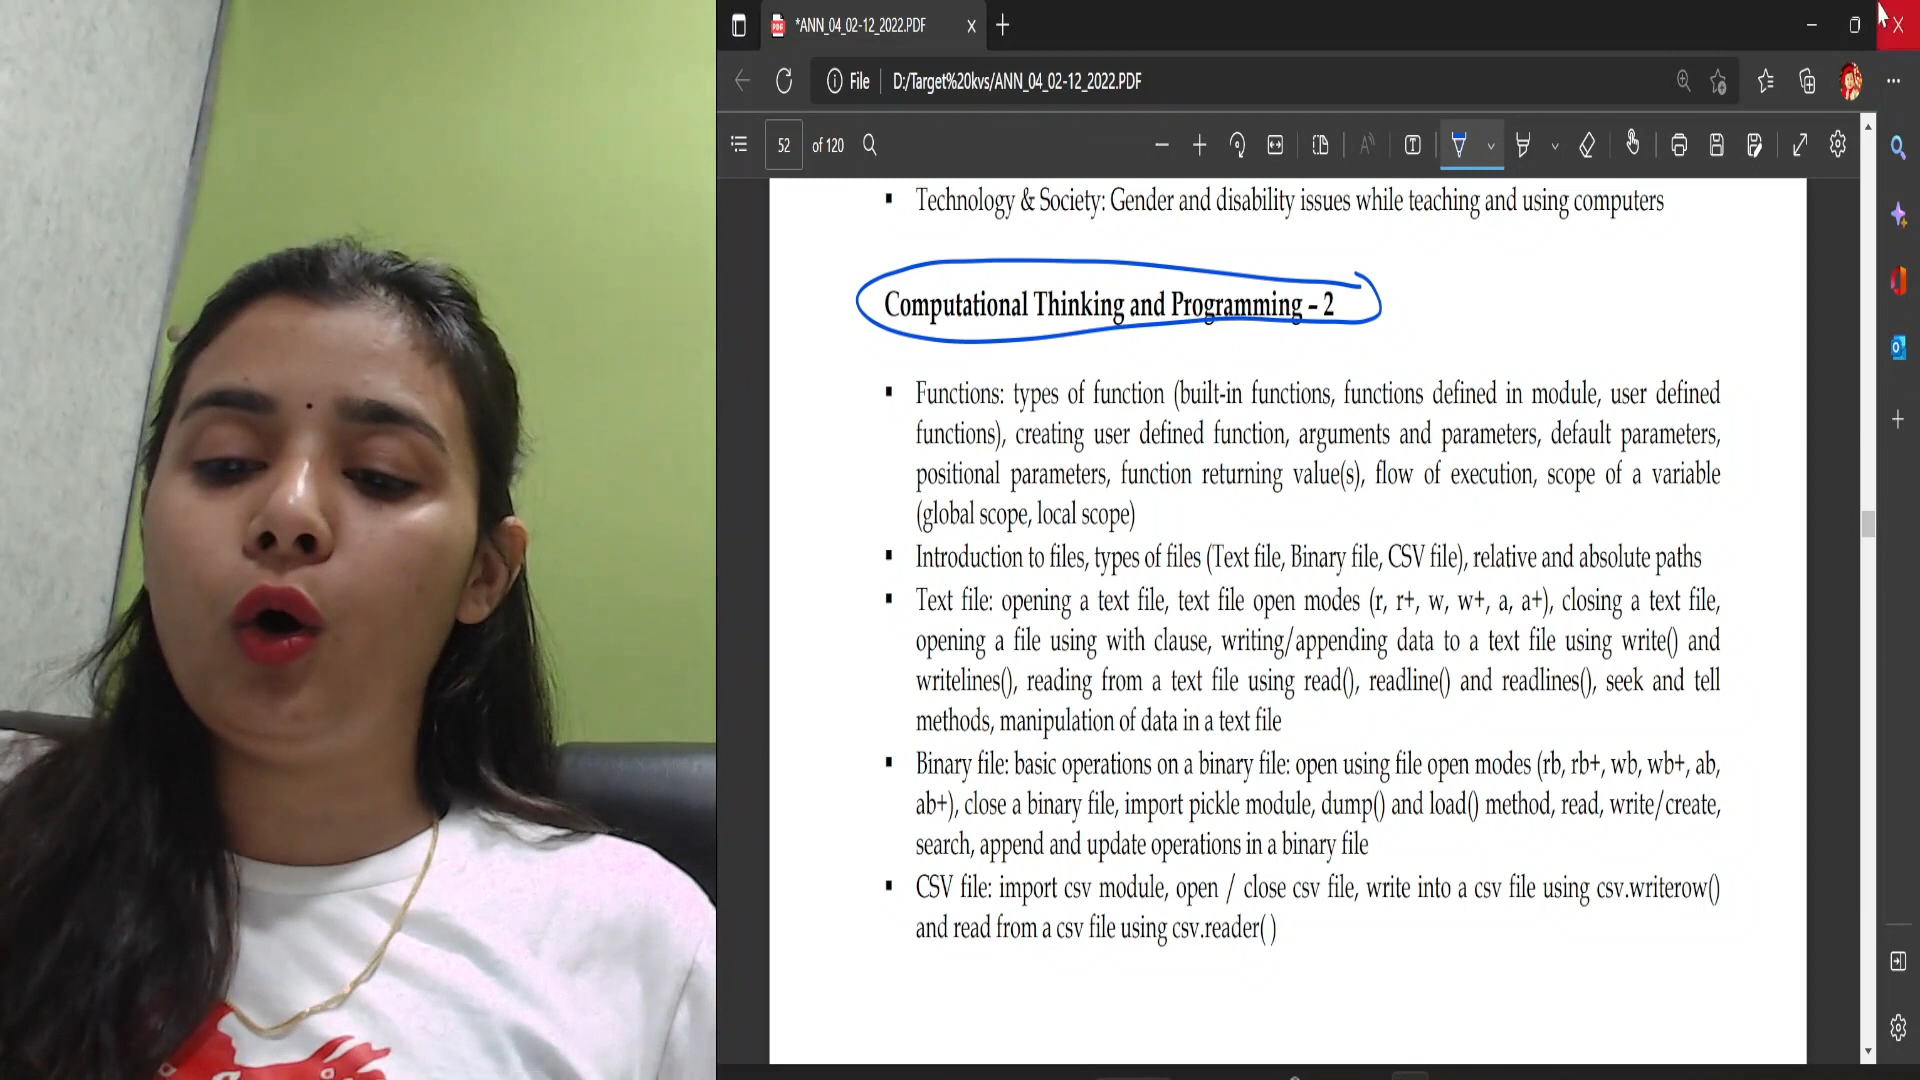 *ANN_04_02-12_2022.PDF
File D:/Target%20kvs/ANN_04_02-12_2022.PDF
52 of 120
▪ Technology & Society: Gender and disability issues while teaching and using computers
Computational Thinking and Programming – 2
▪ Functions: types of function (built-in functions, functions defined in module, user defined
functions), creating user defined function, arguments and parameters, default parameters,
positional parameters, function returning value(s), flow of execution, scope of a variable
(global scope, local scope)
▪ Introduction to files, types of files (Text file, Binary file, CSV file), relative and absolute paths
▪ Text file: opening a text file, text file open modes (r, r+, w, w+, a, a+), closing a text file,
opening a file using with clause, writing/appending data to a text file using write() and
writelines(), reading from a text file using read(), readline() and readlines(), seek and tell
methods, manipulation of data in a text file
▪ Binary file: basic operations on a binary file: open using file open modes (rb, rb+, wb, wb+, ab,
ab+), close a binary file, import pickle module, dump() and load() method, read, write/create,
search, append and update operations in a binary file
▪ CSV file: import csv module, open / close csv file, write into a csv file using csv.writerow()
and read from a csv file using csv.reader( )